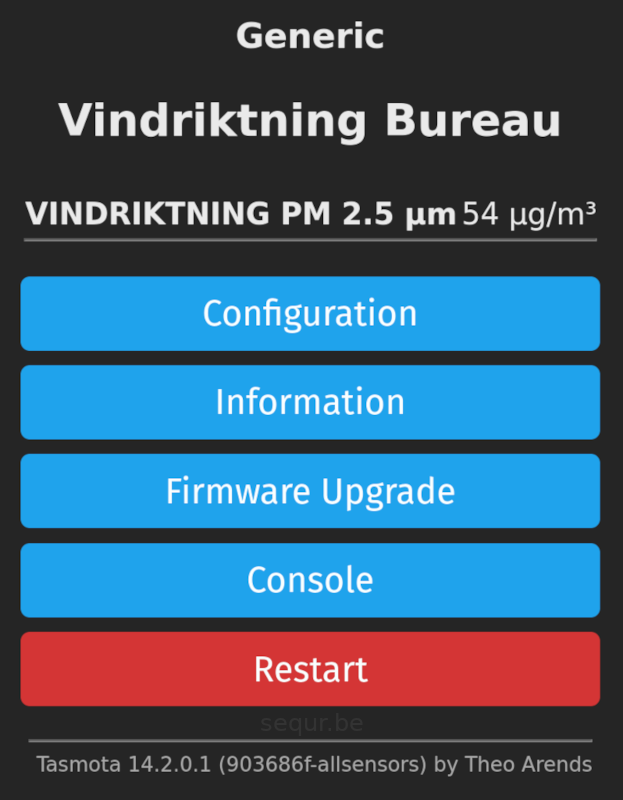 Generic
Vindriktning Bureau
VINDRIKTNING PM 2.5 µm 54 µg/m³
Configuration
Information
Firmware Upgrade
Console
Restart
sequr.be
Tasmota 14.2.0.1 (903686f-allsensors) by Theo Arends